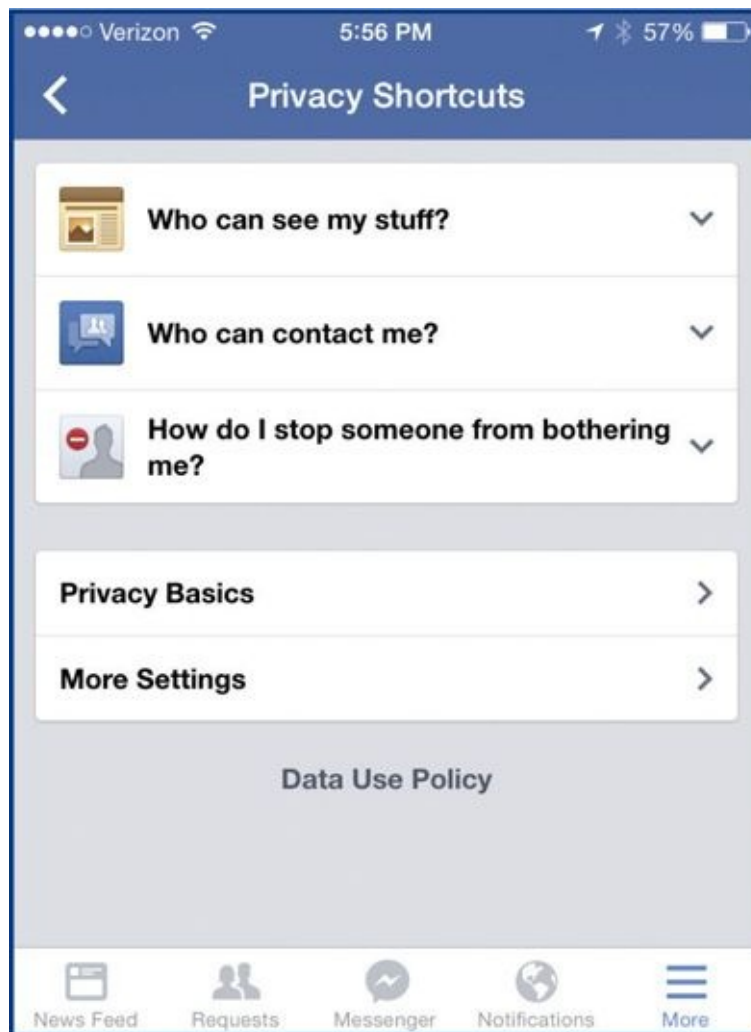 Verizon 5:56 PM 57%
Privacy Shortcuts
Who can see my stuff?
Who can contact me?
How do I stop someone from bothering
me?
Privacy Basics
More Settings
Data Use Policy
News Feed Requests Messenger Notifications More